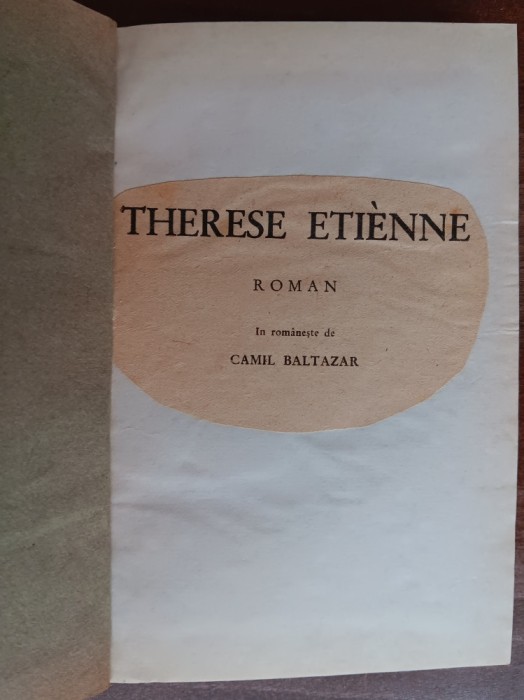 THERESE ETIÈNNE
ROMAN
In românește de
CAMIL BALTAZAR